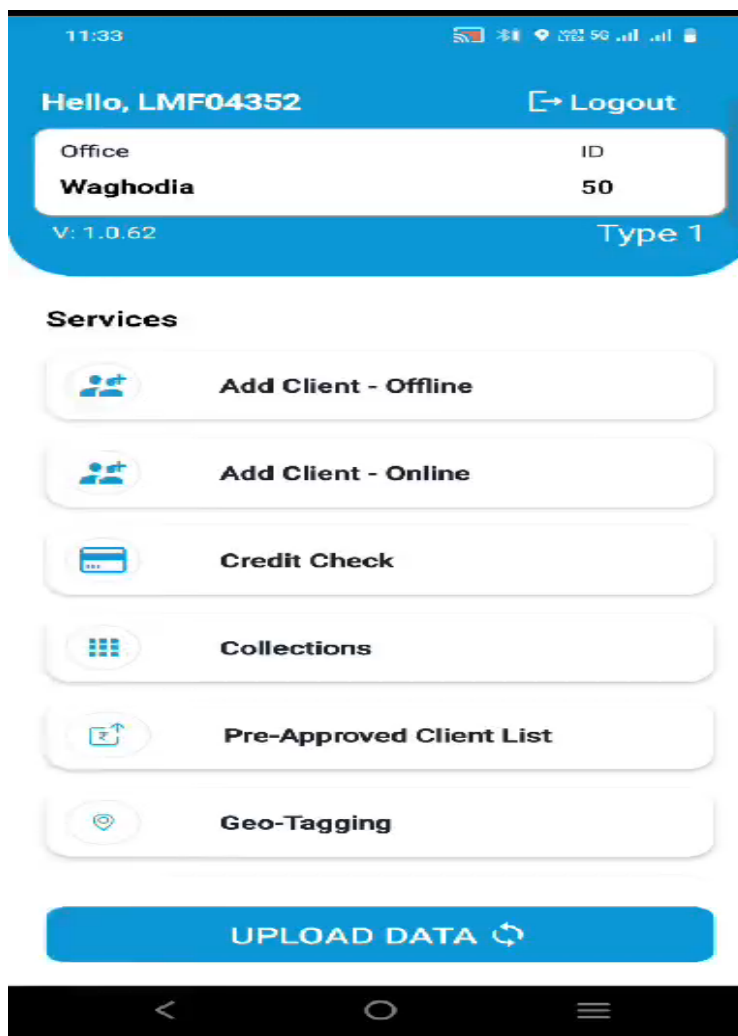 11:33
5G
Hello, LMF04352
Logout
Office ID
Waghodia 50
V: 1.0.62 Type 1
Services
Add Client - Offline
Add Client - Online
Credit Check
Collections
Pre-Approved Client List
Geo-Tagging
UPLOAD DATA